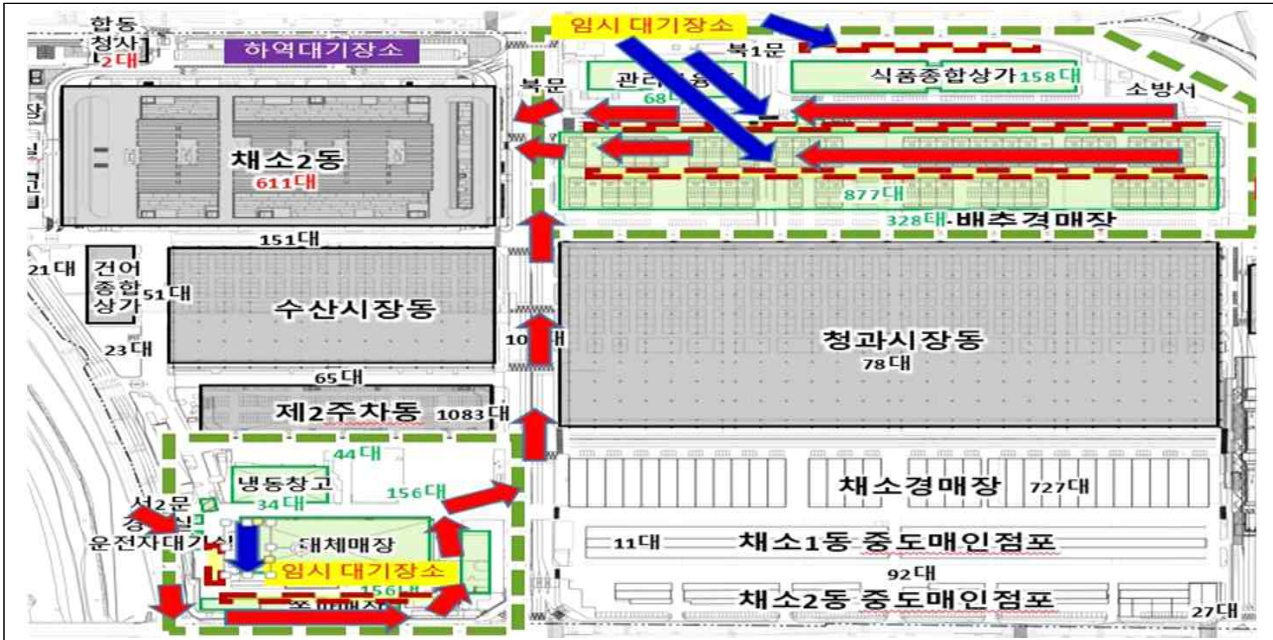 합동
청사
2대
하역대기장소
임시 대기장소
북1문
식품종합상가 158대
소방서
북문
68대
채소2동
611대
877대
328대 배추경매장
151대
21대
건어
종합
상가
51대
수산시장동
23대
청과시장동
78대
65대
제2주차동 1083대
44대
냉동창고
34대
156대
서2문
운전자대기실
대체매장
임시 대기장소
채소경매장 727대
11대 채소1동 중도매인점포
92대
채소2동 중도매인점포
27대